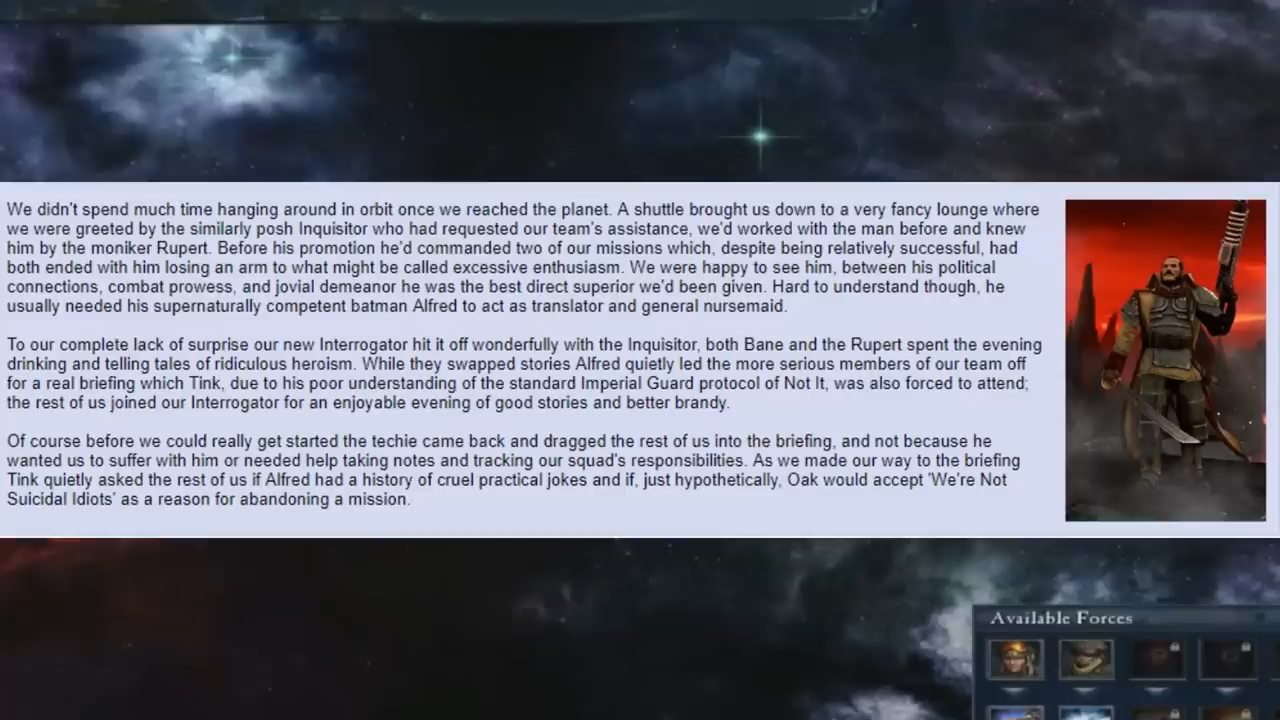 We didn't spend much time hanging around in orbit once we reached the planet. A shuttle brought us down to a very fancy lounge where
we were greeted by the similarly posh Inquisitor who had requested our team's assistance, we'd worked with the man before and knew
him by the moniker Rupert. Before his promotion he'd commanded two of our missions which, despite being relatively successful, had
both ended with him losing an arm to what might be called excessive enthusiasm. We were happy to see him, between his political
connections, combat prowess, and jovial demeanor he was the best direct superior we'd been given. Hard to understand though, he
usually needed his supernaturally competent batman Alfred to act as translator and general nursemaid.
To our complete lack of surprise our new Interrogator hit it off wonderfully with the Inquisitor, both Bane and the Rupert spent the evening
drinking and telling tales of ridiculous heroism. While they swapped stories Alfred quietly led the more serious members of our team off
for a real briefing which Tink, due to his poor understanding of the standard Imperial Guard protocol of Not It, was also forced to attend;
the rest of us joined our Interrogator for an enjoyable evening of good stories and better brandy.
Of course before we could really get started the techie came back and dragged the rest of us into the briefing, and not because he
wanted us to suffer with him or needed help taking notes and tracking our squad's responsibilities. As we made our way to the briefing
Tink quietly asked the rest of us if Alfred had a history of cruel practical jokes and if, just hypothetically, Oak would accept 'We're Not
Suicidal Idiots' as a reason for abandoning a mission.
Available Forces